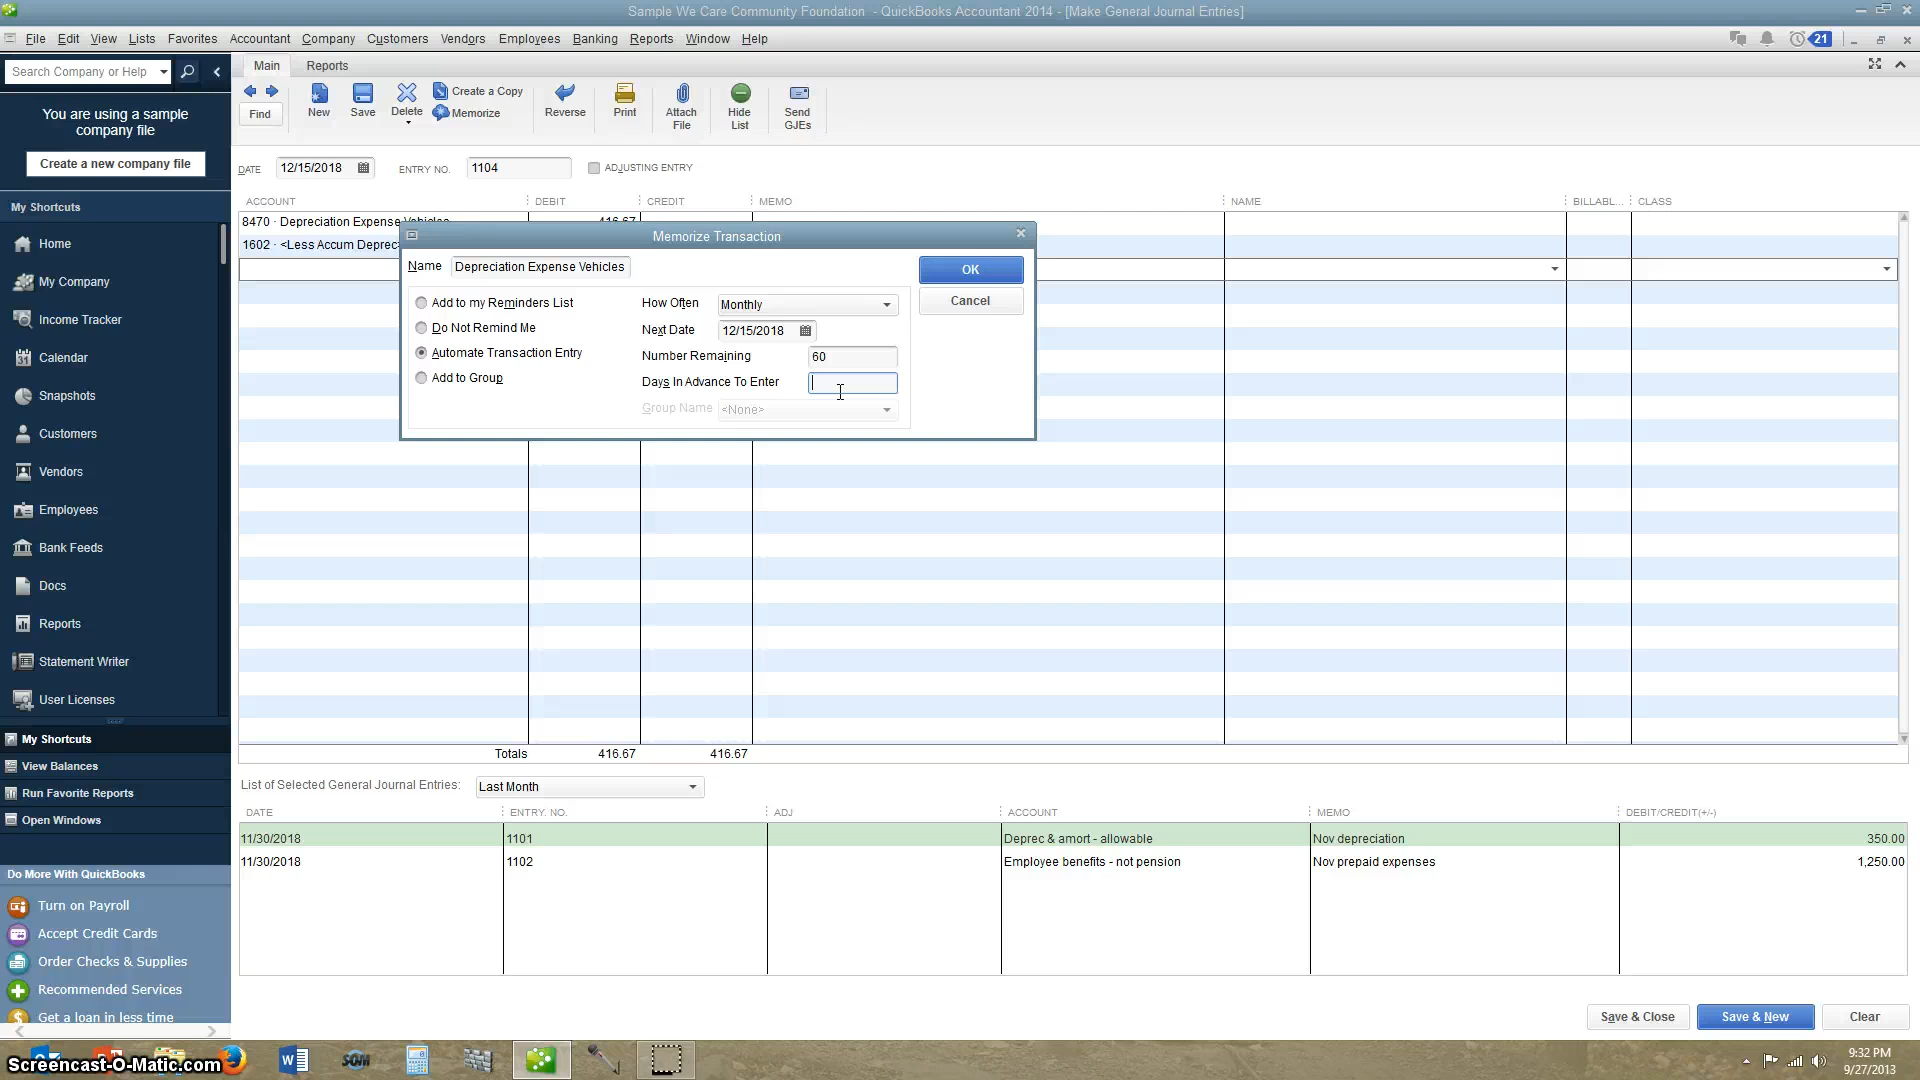 Sample We Care Community Foundation - QuickBooks Accountant 2014 - [Make General Journal Entries]
File Edit View Lists Favorites Accountant Company Customers Vendors Employees Banking Reports Window Help
21
Search Company or Help
Main Reports
You are using a sample
company file
Create a new company file
Find
New
Save
Delete
Create a Copy
Memorize
Reverse
Print
Attach
File
Hide
List
Send
GJEs
DATE 12/15/2018 ENTRY NO. 1104 ADJUSTING ENTRY
ACCOUNT DEBIT CREDIT MEMO NAME BILLABL... CLASS
8470 · Depreciation Expense Vehicles 416.67
1602 · <Less Accum Deprec>
Memorize Transaction
Name Depreciation Expense Vehicles
OK
Cancel
Add to my Reminders List
Do Not Remind Me
Automate Transaction Entry
Add to Group
How Often Monthly
Next Date 12/15/2018
Number Remaining 60
Days In Advance To Enter
Group Name <None>
My Shortcuts
Home
My Company
Income Tracker
Calendar
Snapshots
Customers
Vendors
Employees
Bank Feeds
Docs
Reports
Statement Writer
User Licenses
My Shortcuts
View Balances
Run Favorite Reports
Open Windows
Do More With QuickBooks
Turn on Payroll
Accept Credit Cards
Order Checks & Supplies
Recommended Services
Get a loan in less time
Totals 416.67 416.67
List of Selected General Journal Entries: Last Month
DATE ENTRY. NO. ADJ ACCOUNT MEMO DEBIT/CREDIT(+/-)
11/30/2018 1101 Deprec & amort - allowable Nov depreciation 350.00
11/30/2018 1102 Employee benefits - not pension Nov prepaid expenses 1,250.00
Save & Close
Save & New
Clear
Screencast-O-Matic.com
SOM
9:32 PM
9/27/2013